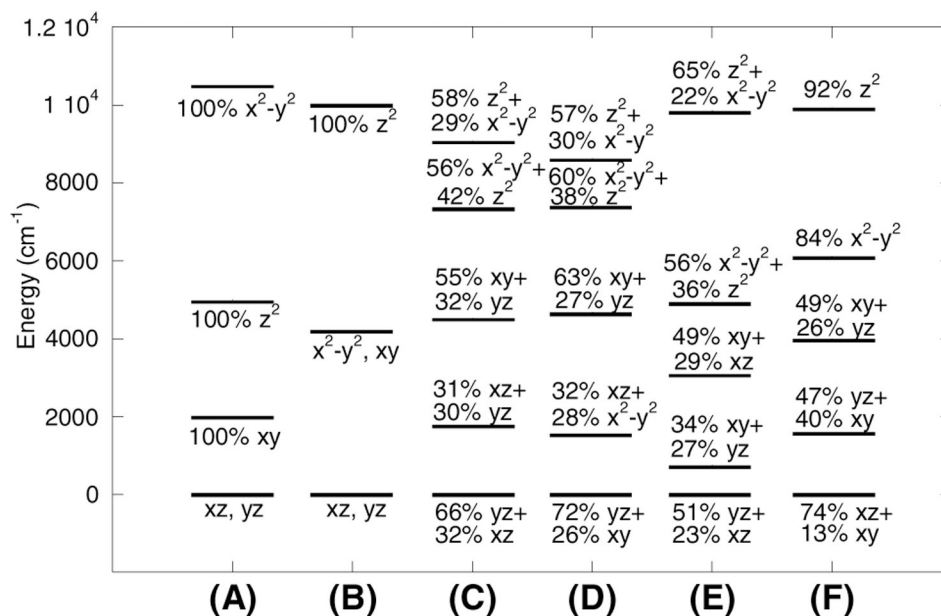 1.2 10⁴
1 10⁴
8000
6000
4000
2000
0
Energy (cm⁻¹)
100% x²-y²
100% z²
100% xy
xz, yz
100% z²
x²-y², xy
xz, yz
58% z²+
29% x²-y²
56% x²-y²+
42% z²
55% xy+
32% yz
31% xz+
30% yz
66% yz+
32% xz
57% z²+
30% x²-y²
60% x²-y²+
38% z²
63% xy+
27% yz
32% xz+
28% x²-y²
72% yz+
26% xy
65% z²+
22% x²-y²
56% x²-y²+
36% z²
49% xy+
29% xz
34% xy+
27% yz
51% yz+
23% xz
92% z²
84% x²-y²
49% xy+
26% yz
47% yz+
40% xy
74% xz+
13% xy
(A) (B) (C) (D) (E) (F)